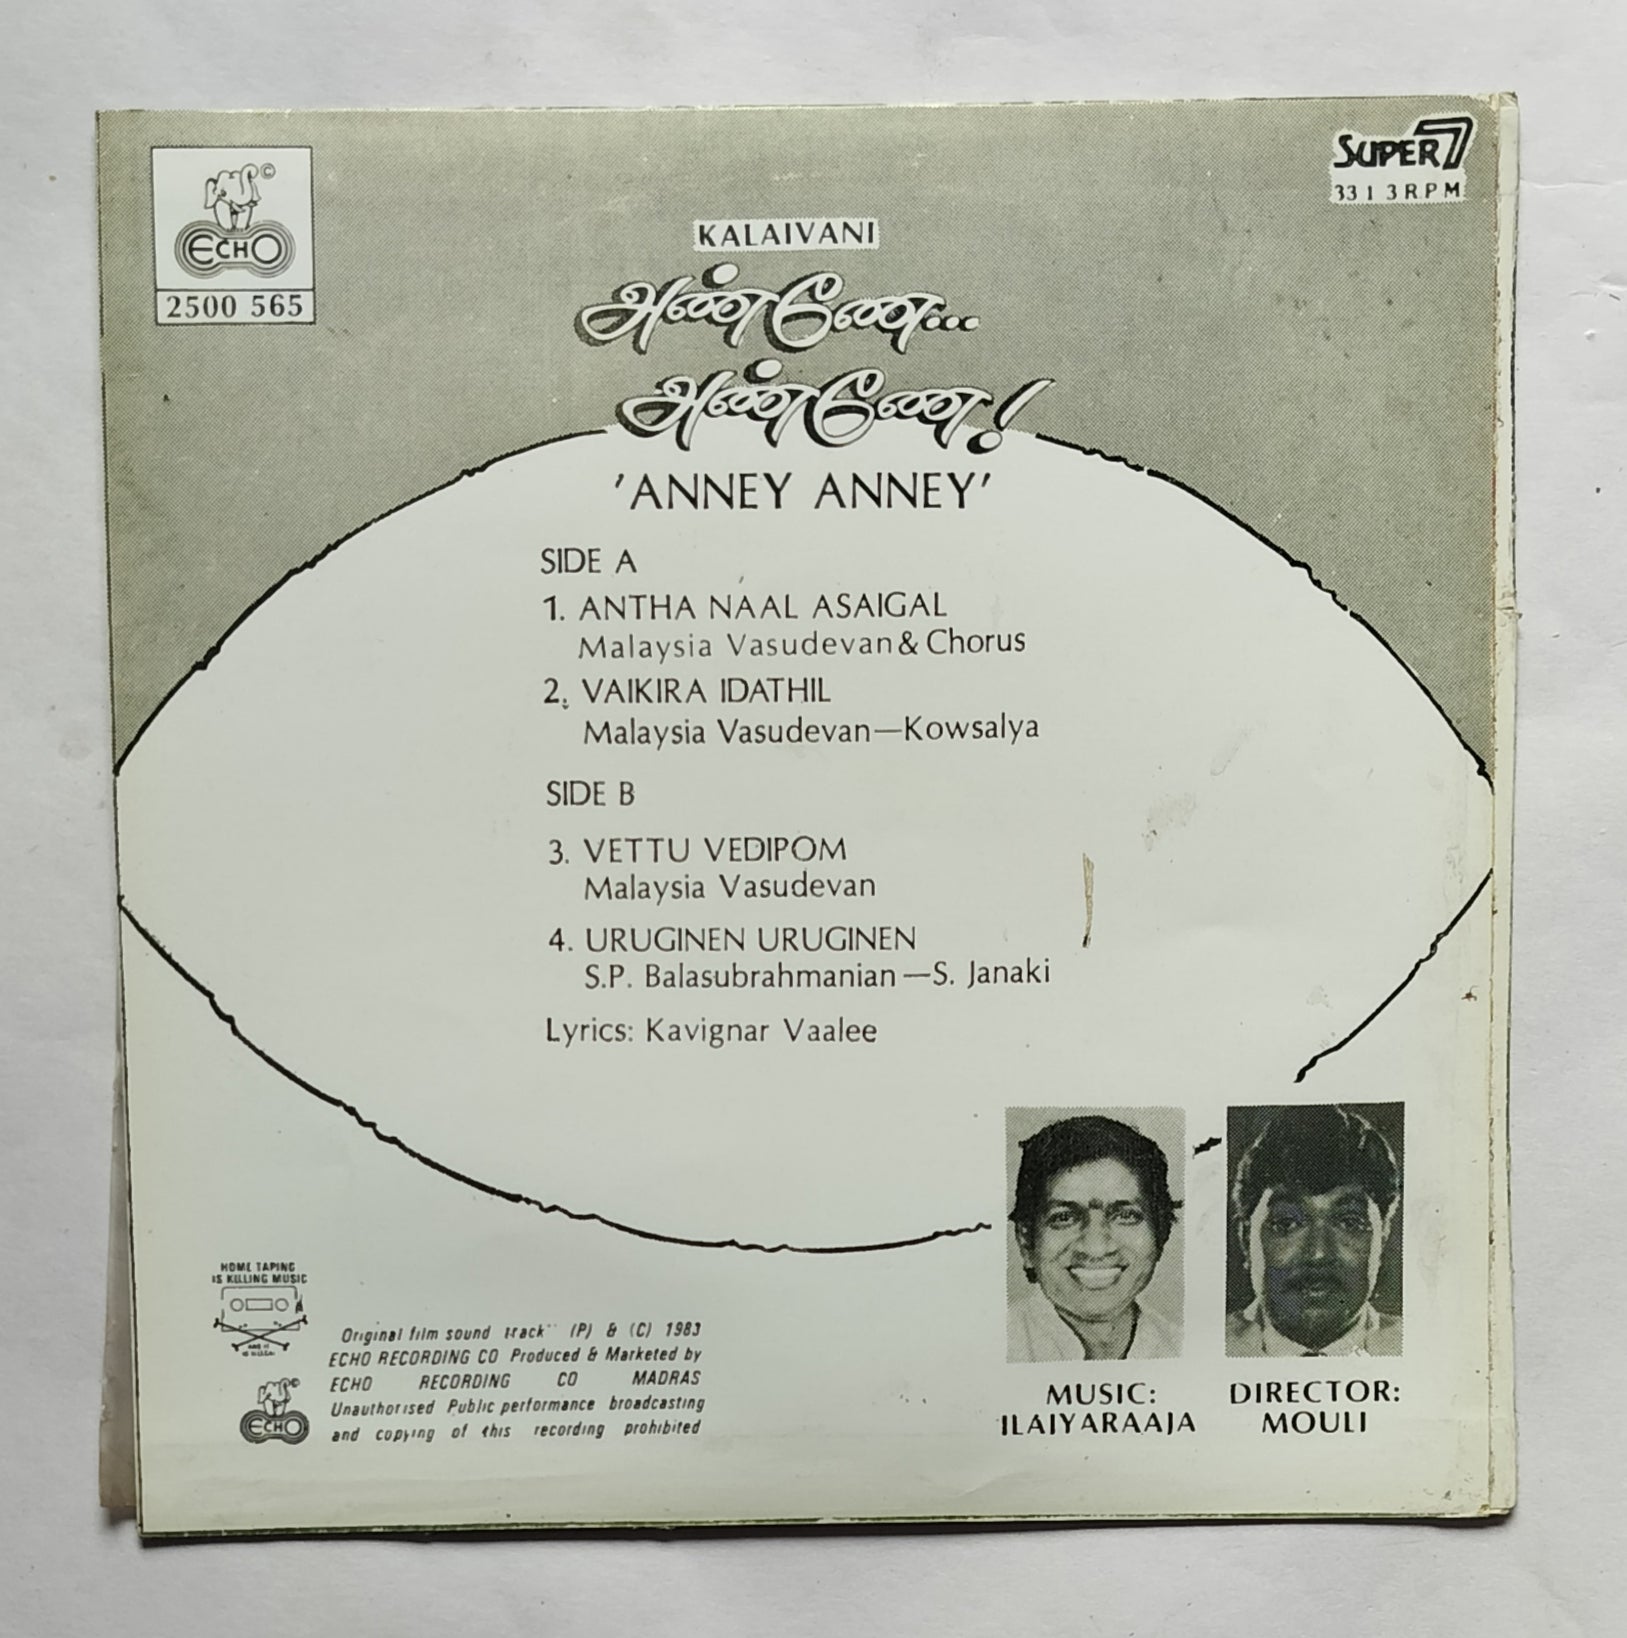 ECHO
©
2500 565
SUPER 7
33 1 3 R P M
KALAIVANI
அண்ணே...
அண்ணே!
'ANNEY ANNEY'
SIDE A
1. ANTHA NAAL ASAIGAL
Malaysia Vasudevan & Chorus
2. VAIKIRA IDATHIL
Malaysia Vasudevan—Kowsalya
SIDE B
3. VETTU VEDIPOM
Malaysia Vasudevan
4. URUGINEN URUGINEN
S.P. Balasubrahmanian—S. Janaki
Lyrics: Kavignar Vaalee
MUSIC:
ILAIYARAAJA
DIRECTOR:
MOULI
HOME TAPING
IS KILLING MUSIC
AND IT
Original film sound track (P) & (C) 1983
ECHO RECORDING CO Produced & Marketed by
ECHO RECORDING CO MADRAS
Unauthorised Public performance broadcasting
and copying of this recording prohibited
ECHO
©